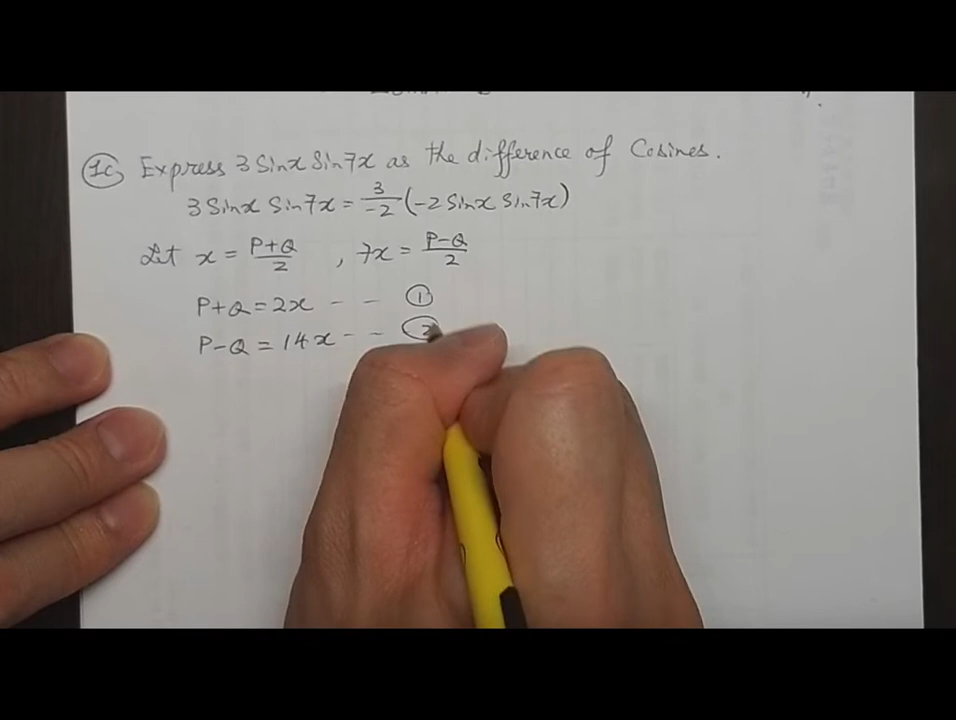 1c Express 3 Sinx Sin7x as the difference of Cosines.
3 Sinx Sin7x = 3/-2 (-2 Sinx Sin7x)
Let x = P+Q/2 , 7x = P-Q/2
P+Q = 2x - - 1
P-Q = 14x - - 2